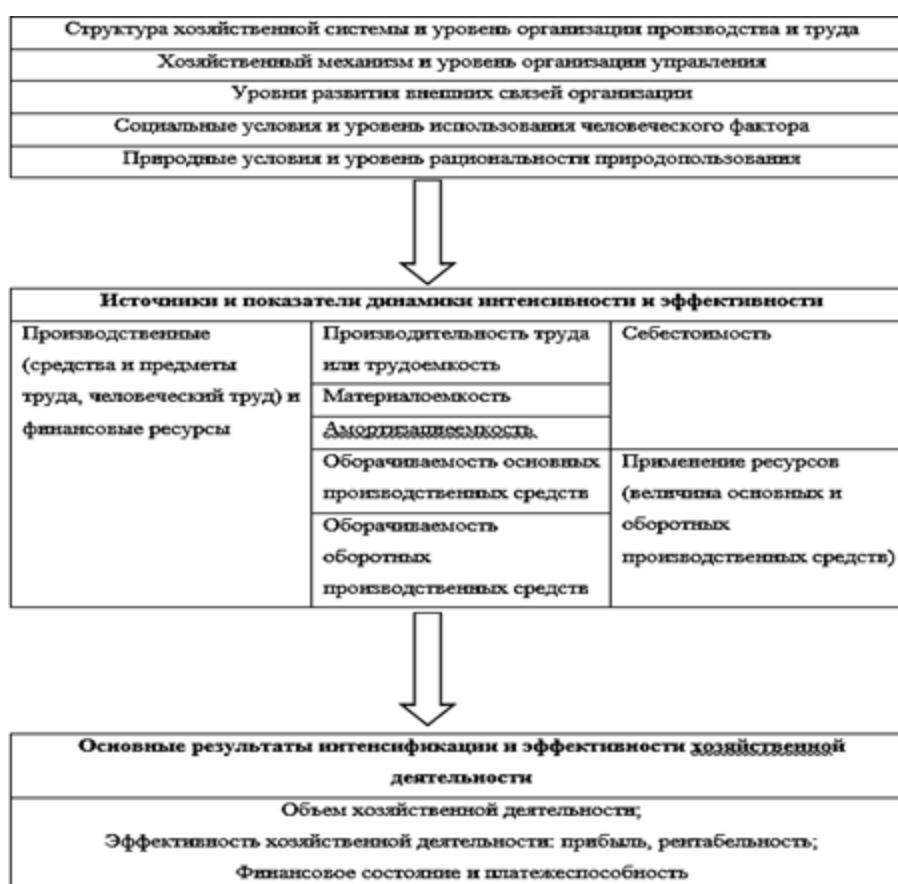 Структура хозяйственной системы и уровень организации производства и труда
Хозяйственный механизм и уровень организации управления
Уровни развития внешних связей организации
Социальные условия и уровень использования человеческого фактора
Природные условия и уровень рациональности природопользования
Источники и показатели динамики интенсивности и эффективности
Производственные
(средства и предметы
труда, человеческий труд) и
финансовые ресурсы
Производительность труда
или трудоемкость
Материалоемкость
Амортизациеемкость
Оборачиваемость основных
производственных средств
Оборачиваемость
оборотных
производственных средств
Себестоимость
Применение ресурсов
(величина основных и
оборотных
производственных средств)
Основные результаты интенсификации и эффективности хозяйственной
деятельности
Объем хозяйственной деятельности;
Эффективность хозяйственной деятельности: прибыль, рентабельность;
Финансовое состояние и платежеспособность